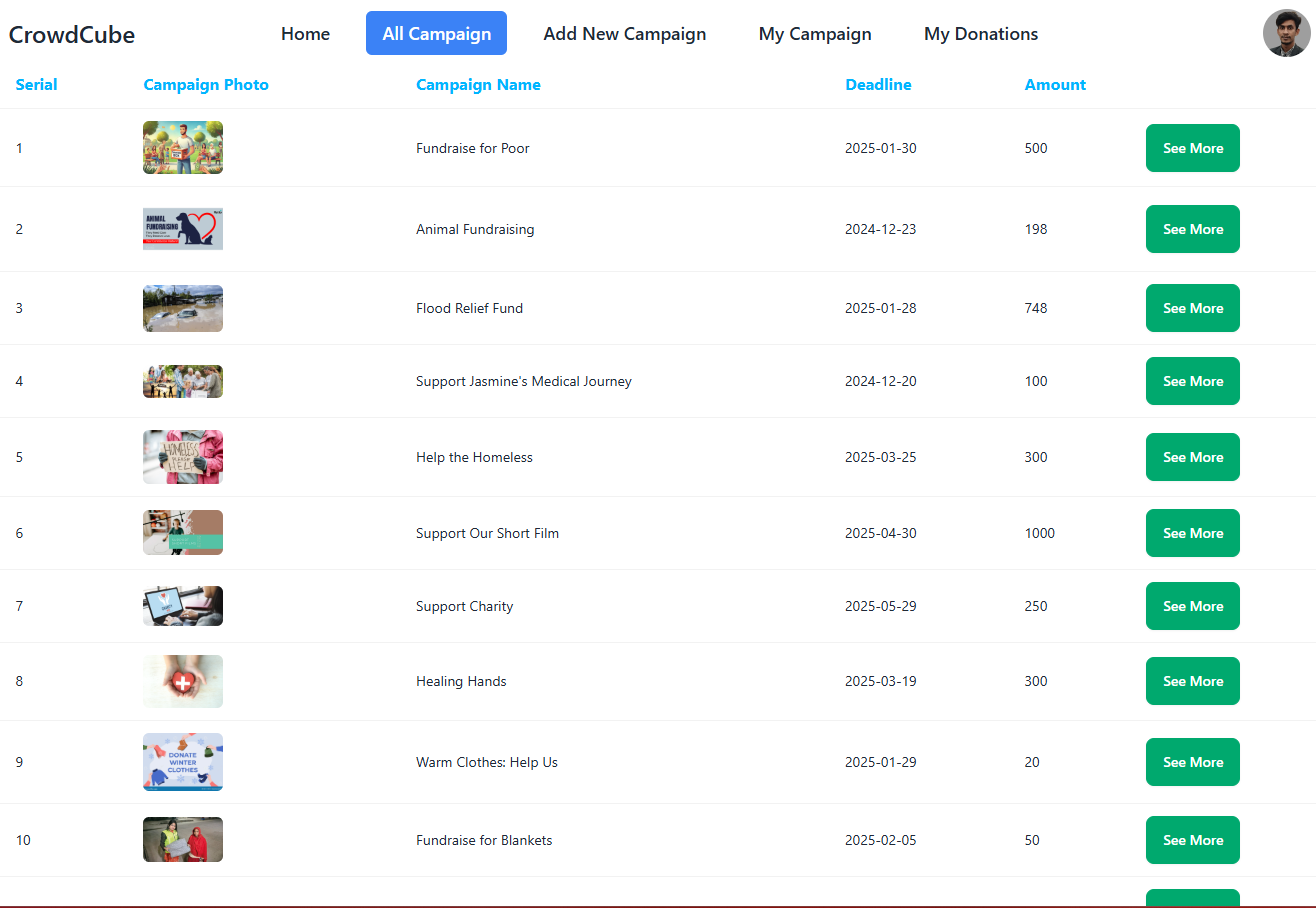 CrowdCube Home All Campaign Add New Campaign My Campaign My Donations
Serial Campaign Photo Campaign Name Deadline Amount
1 Fundraise for Poor 2025-01-30 500 See More
ANIMAL
FUNDRAISING
2 Animal Fundraising 2024-12-23 198 See More
3 Flood Relief Fund 2025-01-28 748 See More
4 Support Jasmine's Medical Journey 2024-12-20 100 See More
HOMELESS
PLEASE
HELP
5 Help the Homeless 2025-03-25 300 See More
6 Support Our Short Film 2025-04-30 1000 See More
7 Support Charity 2025-05-29 250 See More
8 Healing Hands 2025-03-19 300 See More
DONATE
WINTER
CLOTHES
9 Warm Clothes: Help Us 2025-01-29 20 See More
10 Fundraise for Blankets 2025-02-05 50 See More